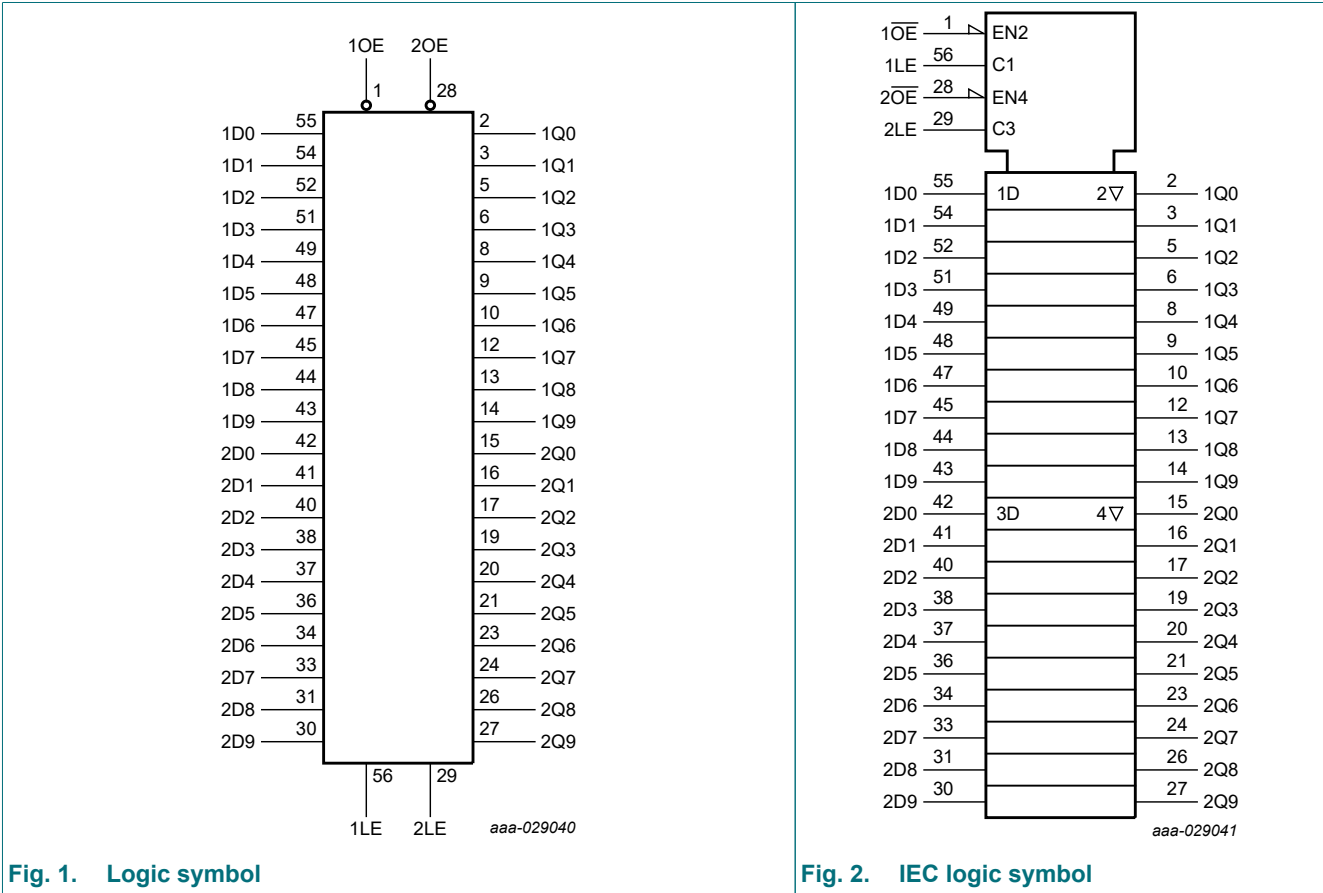 1OE 2OE
1 28
1D0 55 2 1Q0
1D1 54 3 1Q1
1D2 52 5 1Q2
1D3 51 6 1Q3
1D4 49 8 1Q4
1D5 48 9 1Q5
1D6 47 10 1Q6
1D7 45 12 1Q7
1D8 44 13 1Q8
1D9 43 14 1Q9
2D0 42 15 2Q0
2D1 41 16 2Q1
2D2 40 17 2Q2
2D3 38 19 2Q3
2D4 37 20 2Q4
2D5 36 21 2Q5
2D6 34 23 2Q6
2D7 33 24 2Q7
2D8 31 26 2Q8
2D9 30 27 2Q9
56 29
1LE 2LE aaa-029040
Fig. 1. Logic symbol
1O̅E̅ 1 EN2
1LE 56 C1
2O̅E̅ 28 EN4
2LE 29 C3
1D0 55 1D 2▽ 2 1Q0
1D1 54 3 1Q1
1D2 52 5 1Q2
1D3 51 6 1Q3
1D4 49 8 1Q4
1D5 48 9 1Q5
1D6 47 10 1Q6
1D7 45 12 1Q7
1D8 44 13 1Q8
1D9 43 14 1Q9
2D0 42 3D 4▽ 15 2Q0
2D1 41 16 2Q1
2D2 40 17 2Q2
2D3 38 19 2Q3
2D4 37 20 2Q4
2D5 36 21 2Q5
2D6 34 23 2Q6
2D7 33 24 2Q7
2D8 31 26 2Q8
2D9 30 27 2Q9
aaa-029041
Fig. 2. IEC logic symbol